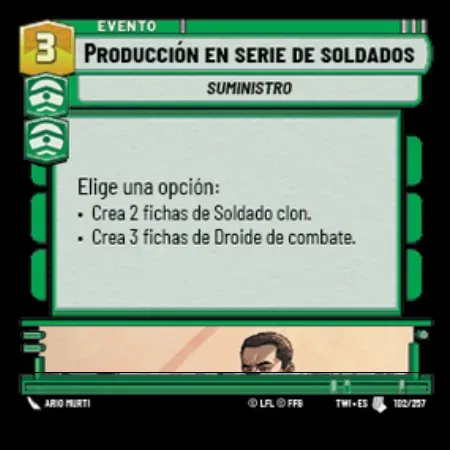 EVENTO
3
PRODUCCIÓN EN SERIE DE SOLDADOS
SUMINISTRO
Elige una opción:
• Crea 2 fichas de Soldado clon.
• Crea 3 fichas de Droide de combate.
ARIO MURTI
© LFL © FFG
TWI • ES
102/257